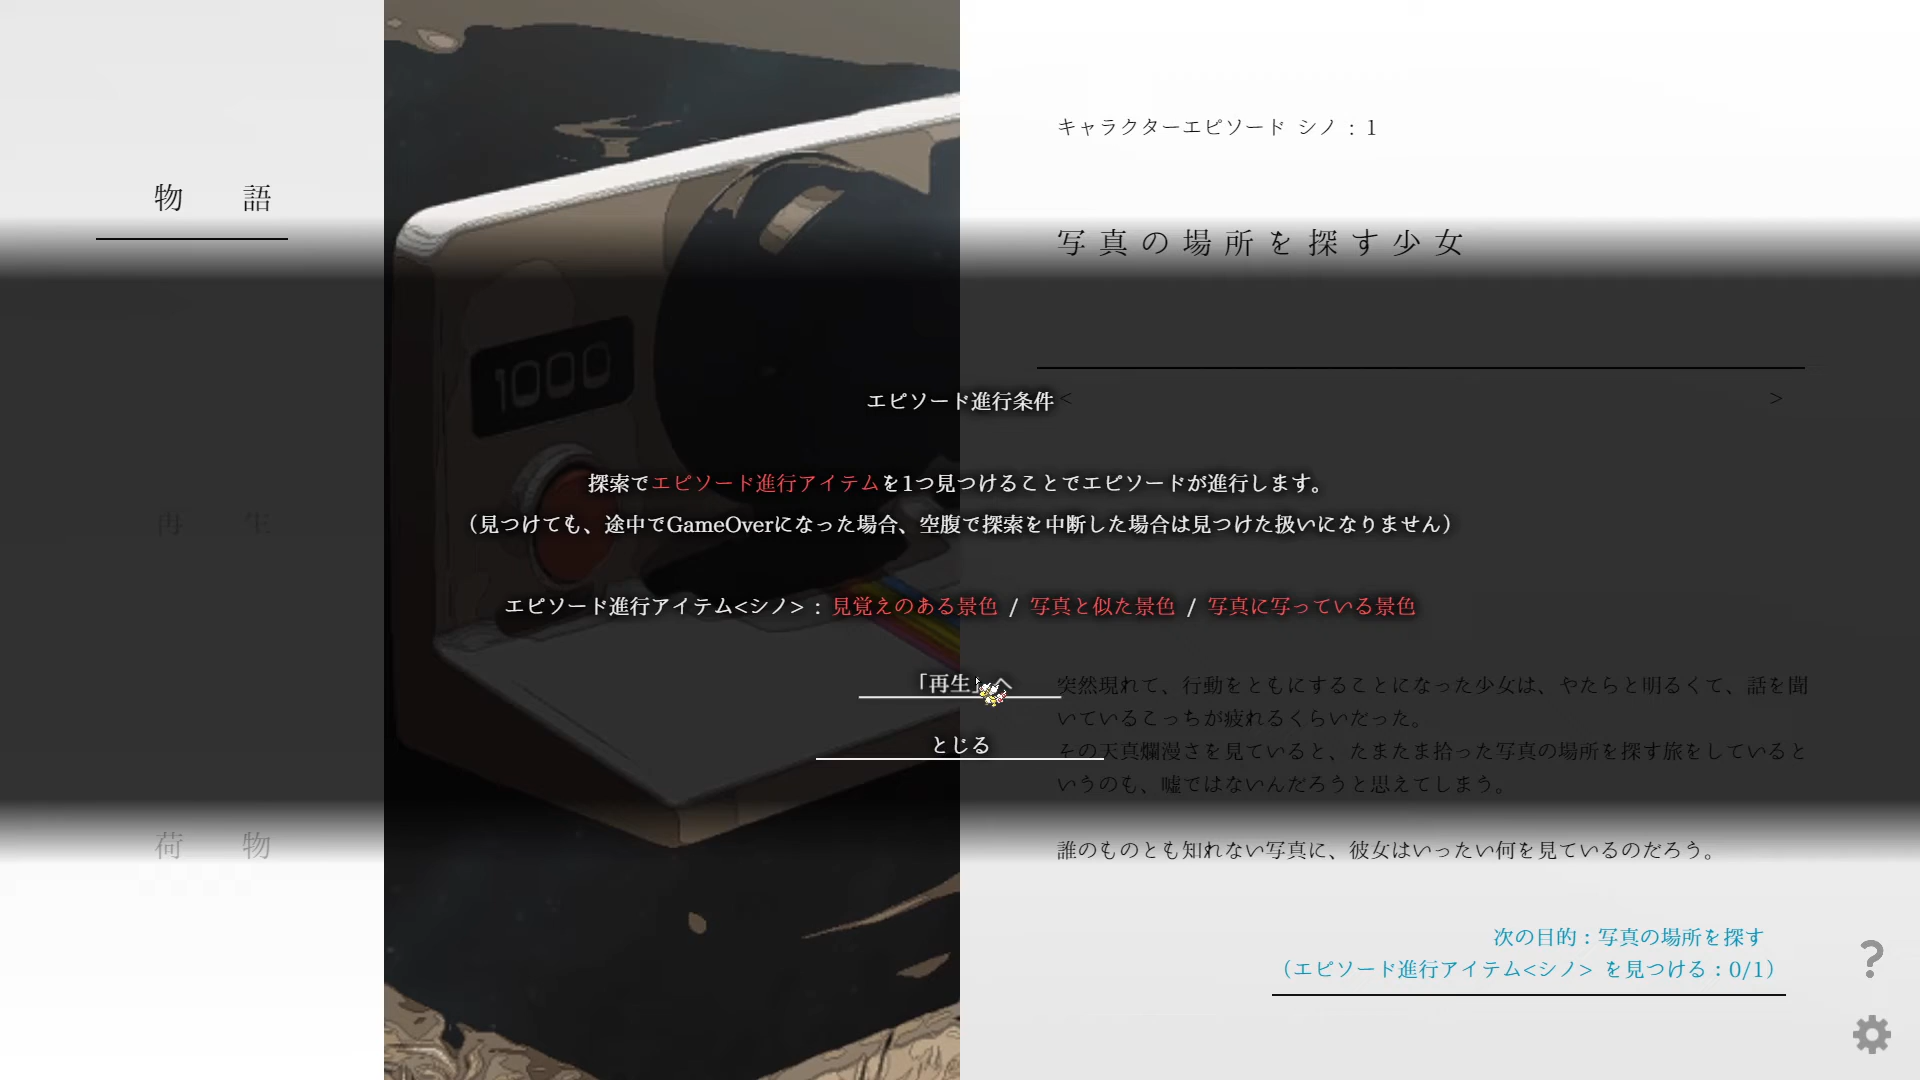 物語
再生
荷物
1000
キャラクターエピソード シノ : 1
写真の場所を探す少女
< >
エピソード進行条件
探索でエピソード進行アイテムを1つ見つけることでエピソードが進行します。
（見つけても、途中でGameOverになった場合、空腹で探索を中断した場合は見つけた扱いになりません）
エピソード進行アイテム<シノ> : 見覚えのある景色 / 写真と似た景色 / 写真に写っている景色
「再生」へ
とじる
突然現れて、行動をともにすることになった少女は、やたらと明るくて、話を聞
いているこっちが疲れるくらいだった。
その天真爛漫さを見ていると、たまたま拾った写真の場所を探す旅をしていると
いうのも、嘘ではないんだろうと思えてしまう。
誰のものとも知れない写真に、彼女はいったい何を見ているのだろう。
次の目的 : 写真の場所を探す
（エピソード進行アイテム<シノ> を見つける : 0/1）
?